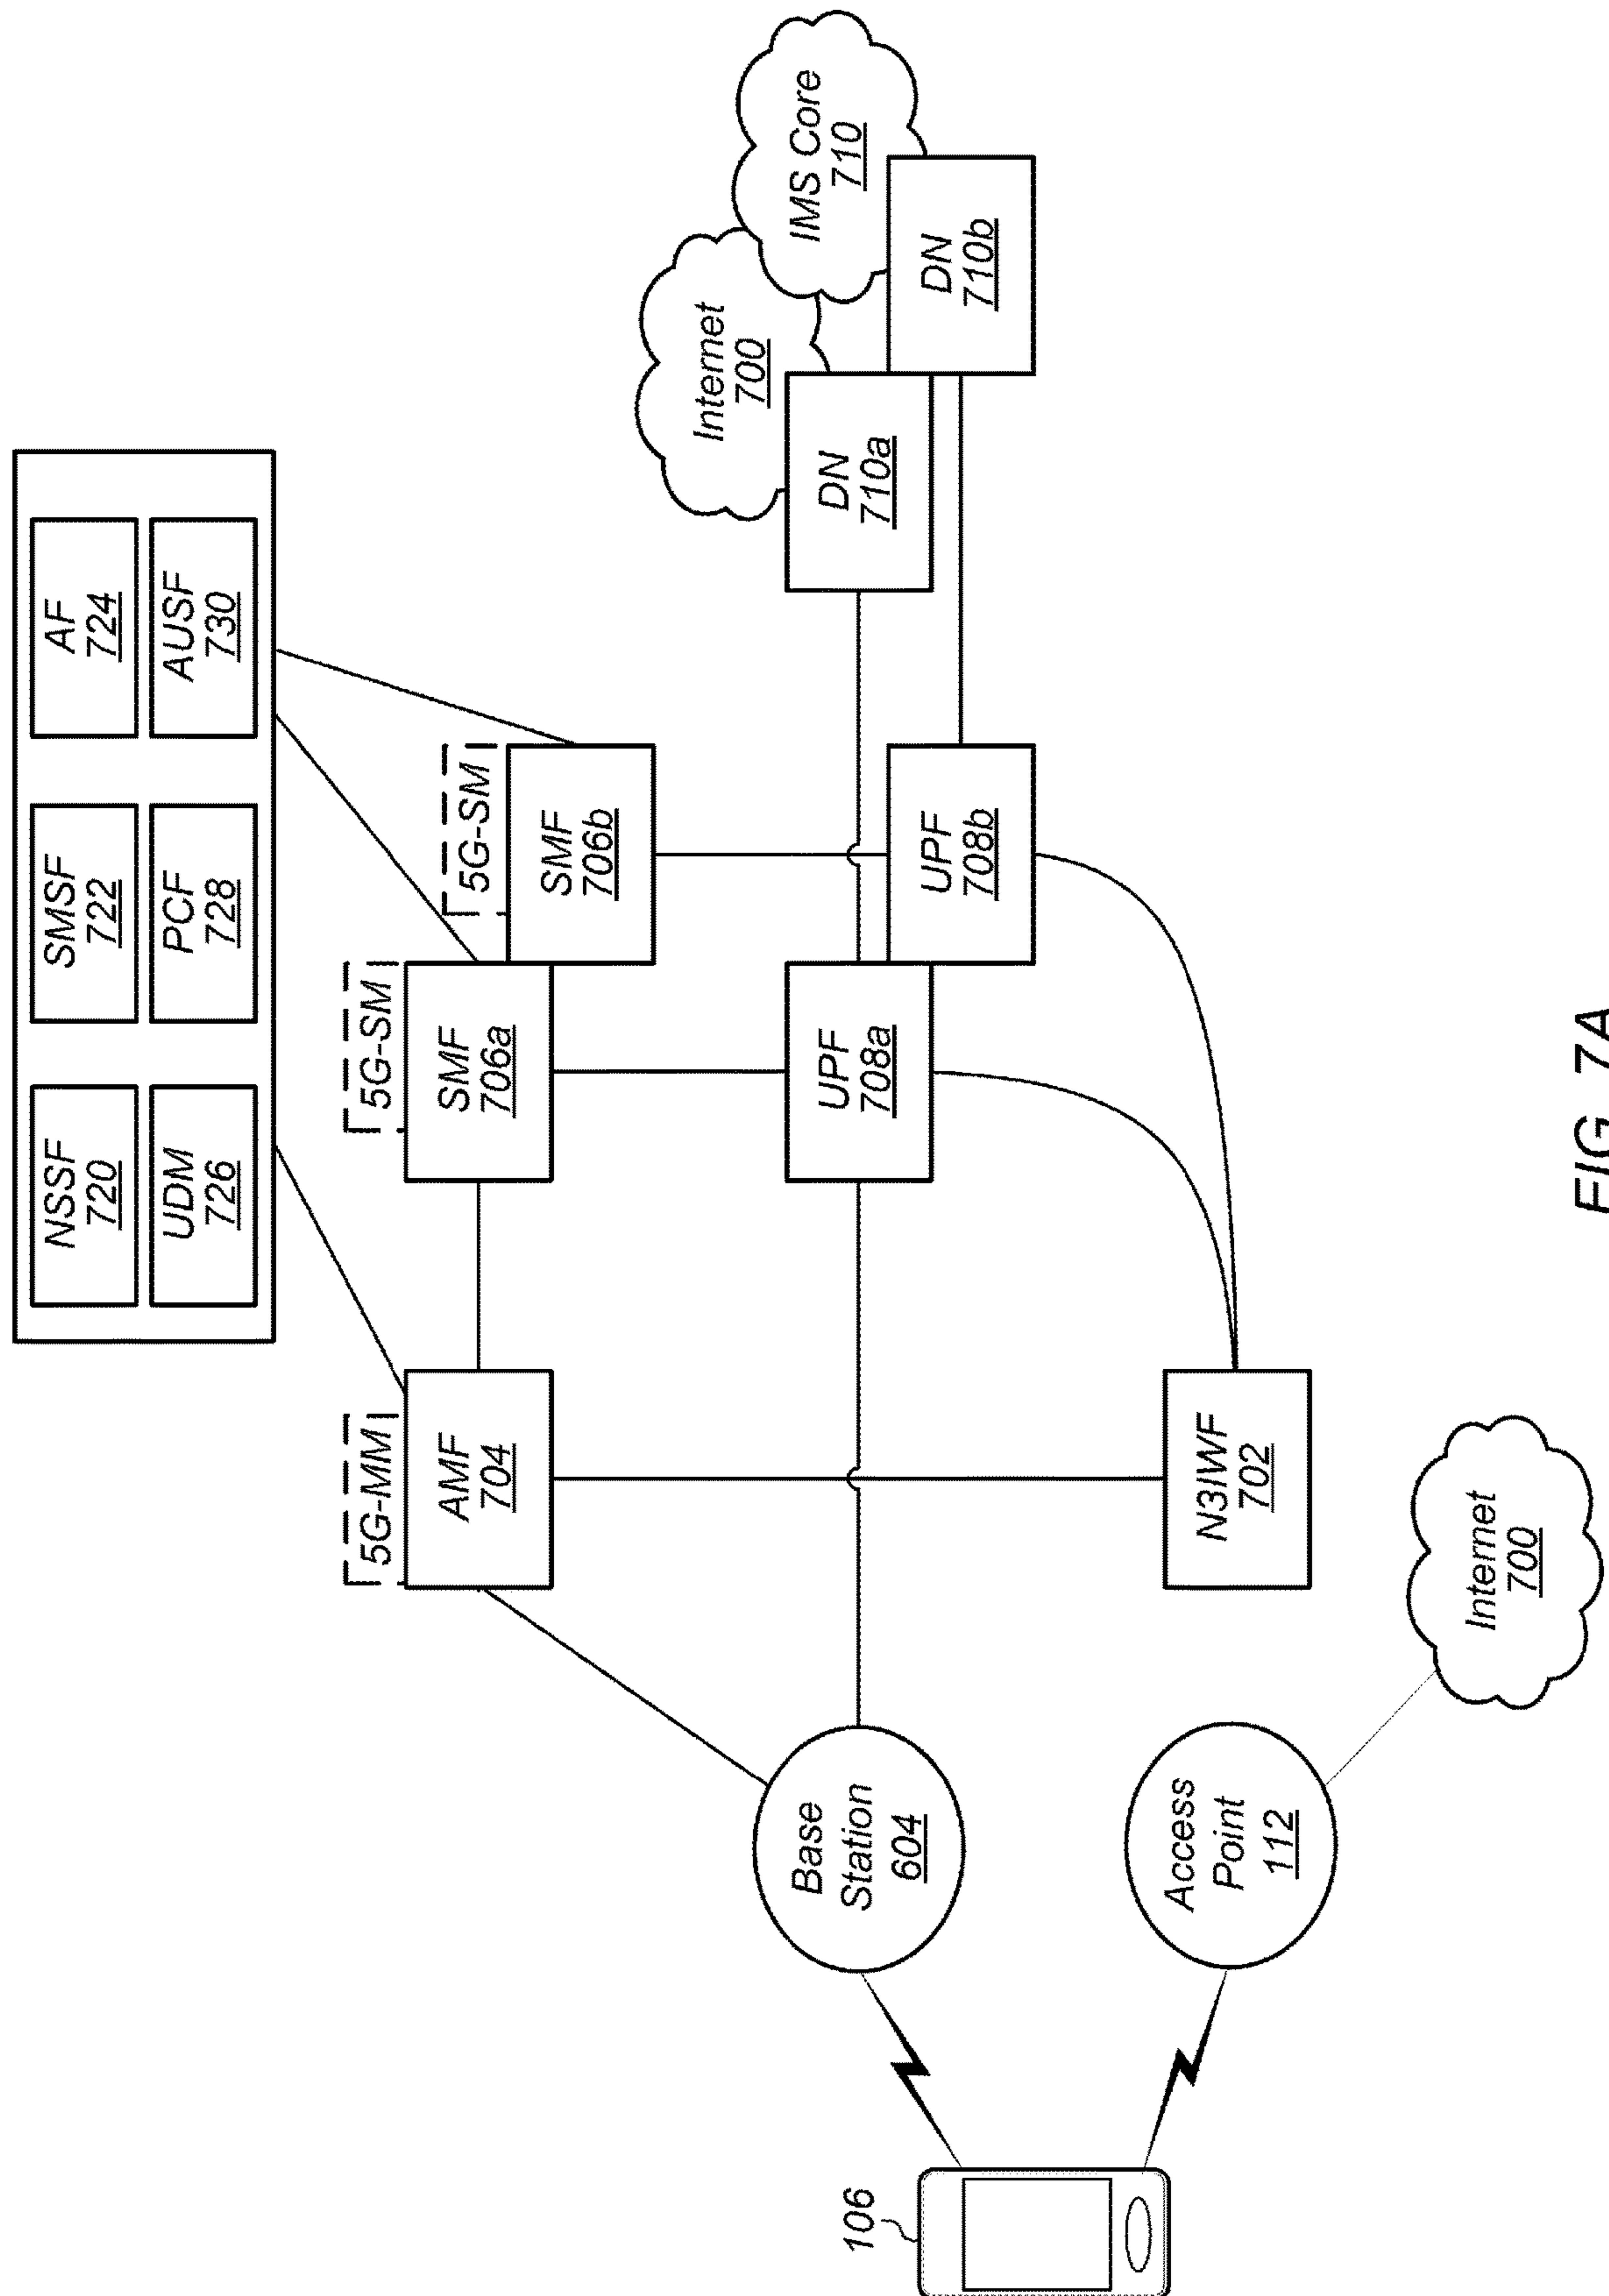 NSSF
720
SMSF
722
AF
724
UDM
726
PCF
728
AUSF
730
5G-MM
AMF
704
5G-SM
SMF
706a
5G-SM
SMF
706b
Internet
700
IMS Core
710
Base
Station
604
UPF
708a
UPF
708b
DN
710a
DN
710b
106
Access
Point
112
N3IWF
702
Internet
700
FIG. 7A